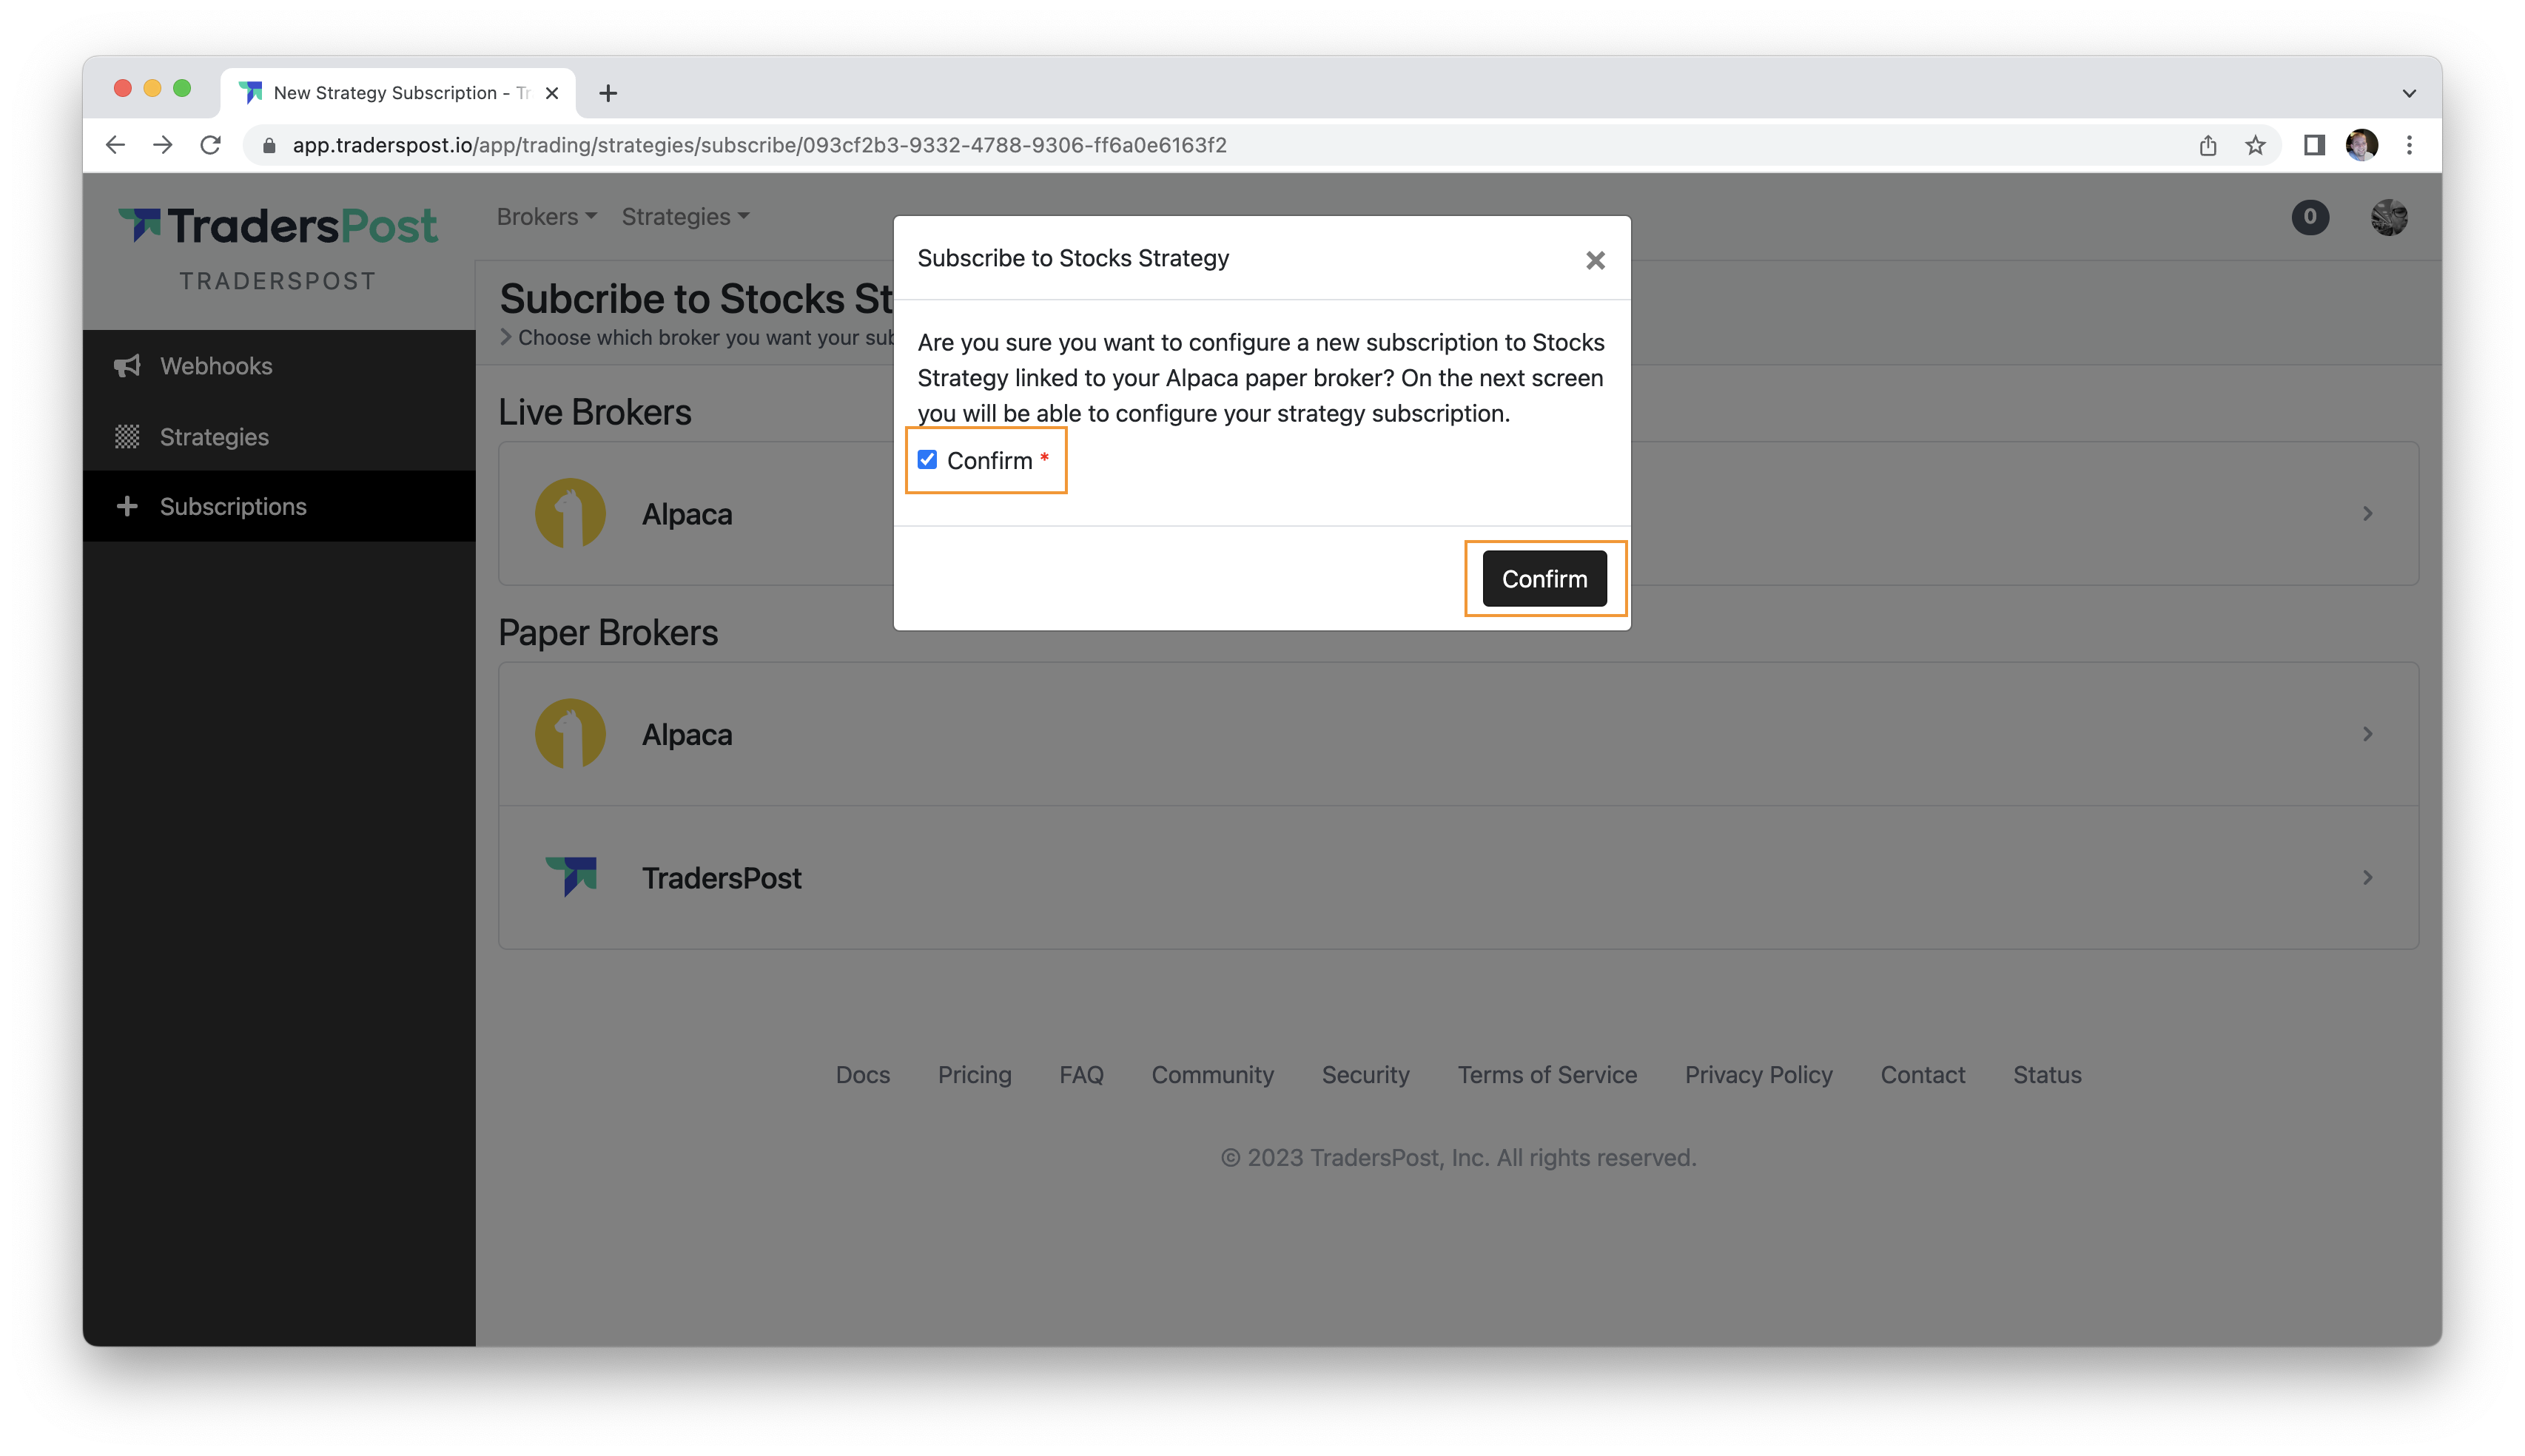 New Strategy Subscription - Tr
app.traderspost.io/app/trading/strategies/subscribe/093cf2b3-9332-4788-9306-ff6a0e6163f2
TradersPost
TRADERSPOST
Brokers
Strategies
0
Webhooks
Strategies
Subscriptions
Subcribe to Stocks St
Choose which broker you want your sub
Subscribe to Stocks Strategy
Are you sure you want to configure a new subscription to Stocks
Strategy linked to your Alpaca paper broker? On the next screen
you will be able to configure your strategy subscription.
Confirm *
Confirm
Live Brokers
Alpaca
Paper Brokers
Alpaca
TradersPost
Docs Pricing FAQ Community Security Terms of Service Privacy Policy Contact Status
© 2023 TradersPost, Inc. All rights reserved.